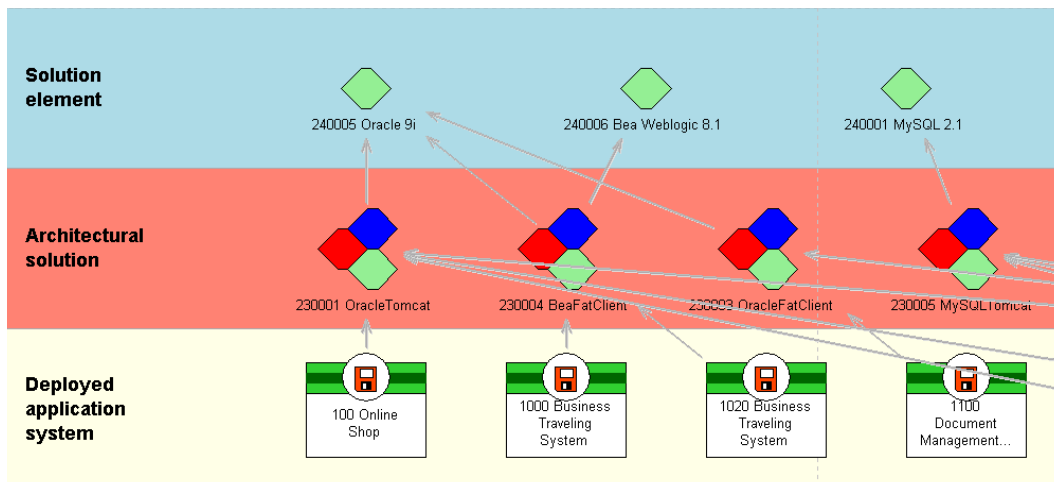 Solution
element
240005 Oracle 9i
240006 Bea Weblogic 8.1
240001 MySQL 2.1
Architectural
solution
230001 OracleTomcat
230004 BeaFatClient
230003 OracleFatClient
230005 MySQLTomcat
Deployed
application
system
100 Online
Shop
1000 Business
Traveling
System
1020 Business
Traveling
System
1100
Document
Management...